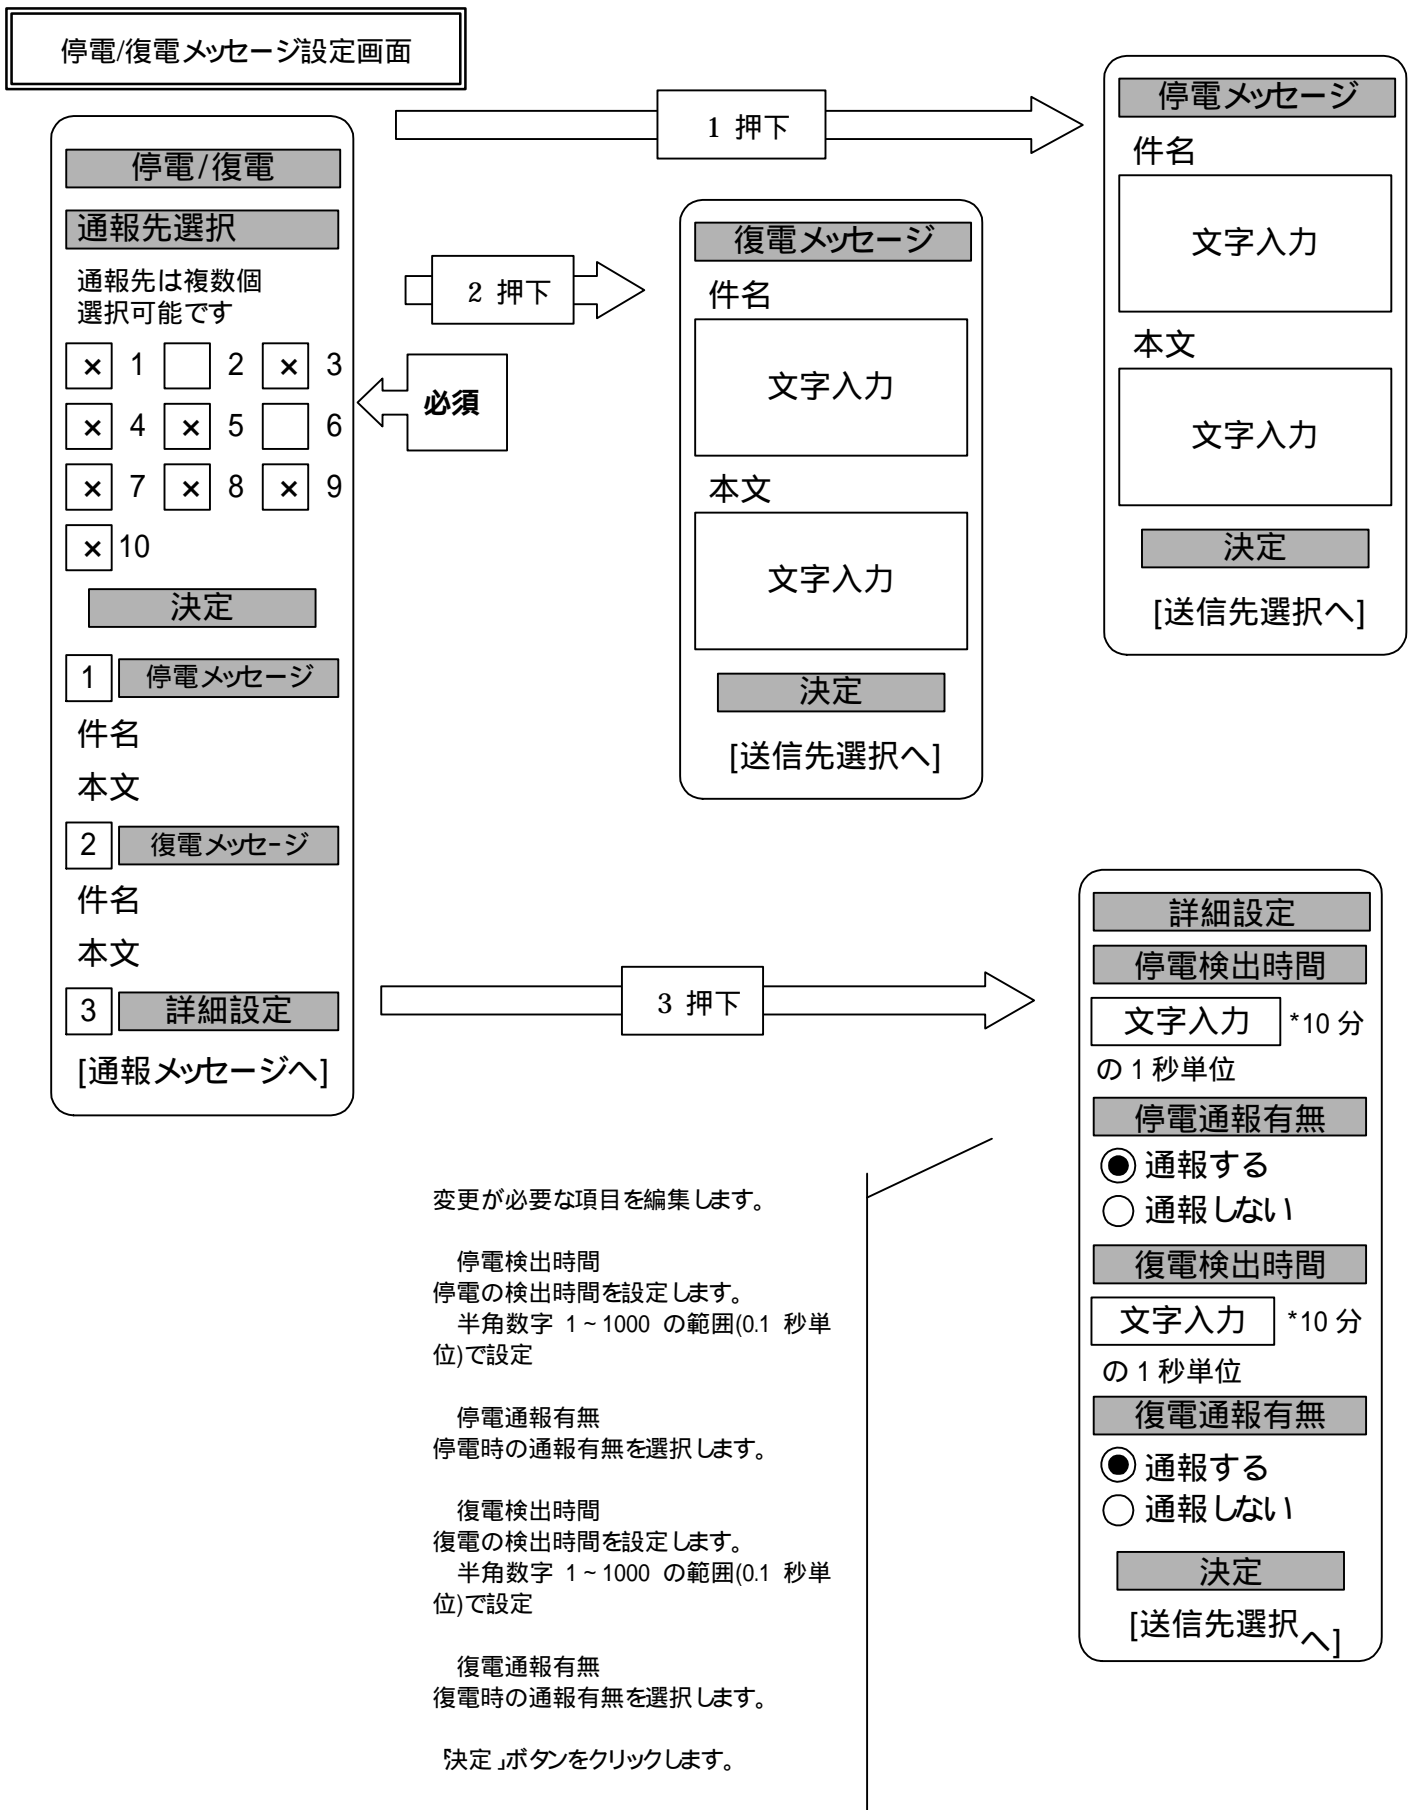 停電/復電メッセージ設定画面
停電/復電
通報先選択
通報先は複数個
選択可能です
× 1 2 × 3
× 4 × 5 6
× 7 × 8 × 9
× 10
決定
1 停電メッセージ
件名
本文
2 復電メッセージ
件名
本文
3 詳細設定
[通報メッセージへ]
1 押下
2 押下
必須
3 押下
復電メッセージ
件名
文字入力
本文
文字入力
決定
[送信先選択へ]
停電メッセージ
件名
文字入力
本文
文字入力
決定
[送信先選択へ]
詳細設定
停電検出時間
文字入力 *10 分
の 1 秒単位
停電通報有無
通報する
通報しない
復電検出時間
文字入力 *10 分
の 1 秒単位
復電通報有無
通報する
通報しない
決定
[送信先選択へ]
変更が必要な項目を編集します。
停電検出時間
停電の検出時間を設定します。
半角数字 1~1000 の範囲(0.1 秒単
位)で設定
停電通報有無
停電時の通報有無を選択します。
復電検出時間
復電の検出時間を設定します。
半角数字 1~1000 の範囲(0.1 秒単
位)で設定
復電通報有無
復電時の通報有無を選択します。
「決定」ボタンをクリックします。